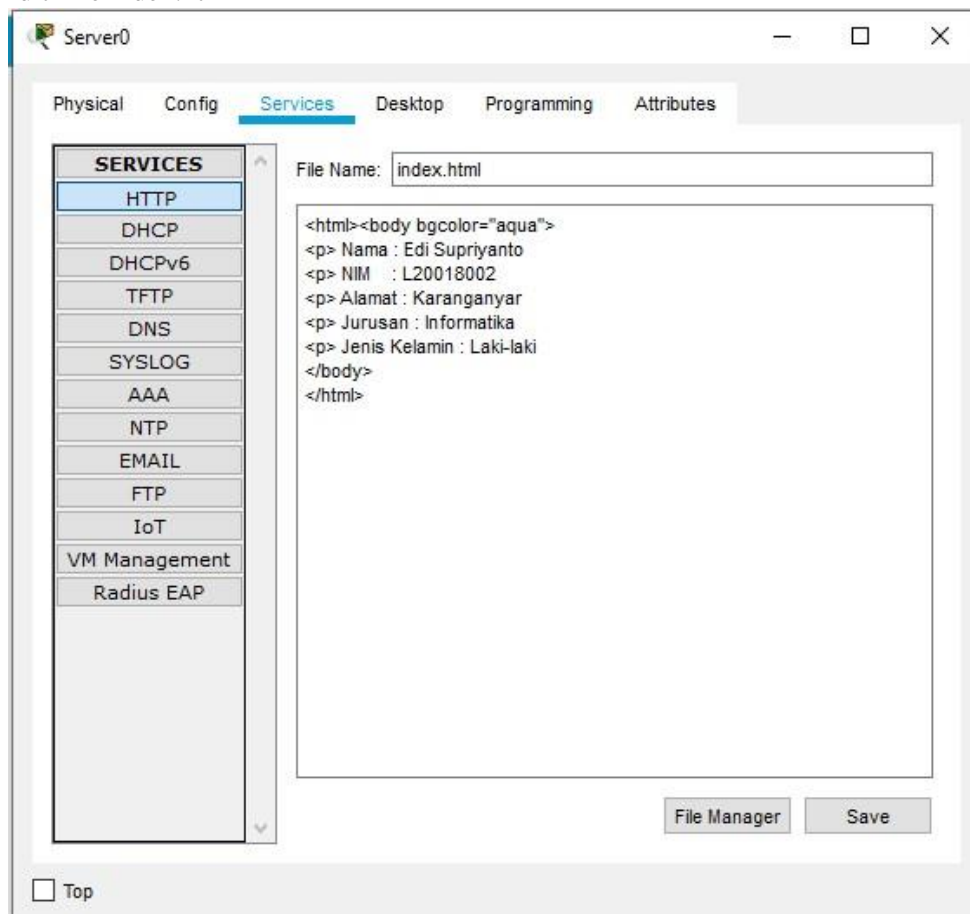 Server0
Physical Config Services Desktop Programming Attributes
SERVICES
HTTP
DHCP
DHCPv6
TFTP
DNS
SYSLOG
AAA
NTP
EMAIL
FTP
IoT
VM Management
Radius EAP
File Name: index.html
<html><body bgcolor="aqua">
<p> Nama : Edi Supriyanto
<p> NIM : L20018002
<p> Alamat : Karanganyar
<p> Jurusan : Informatika
<p> Jenis Kelamin : Laki-laki
</body>
</html>
File Manager Save
Top